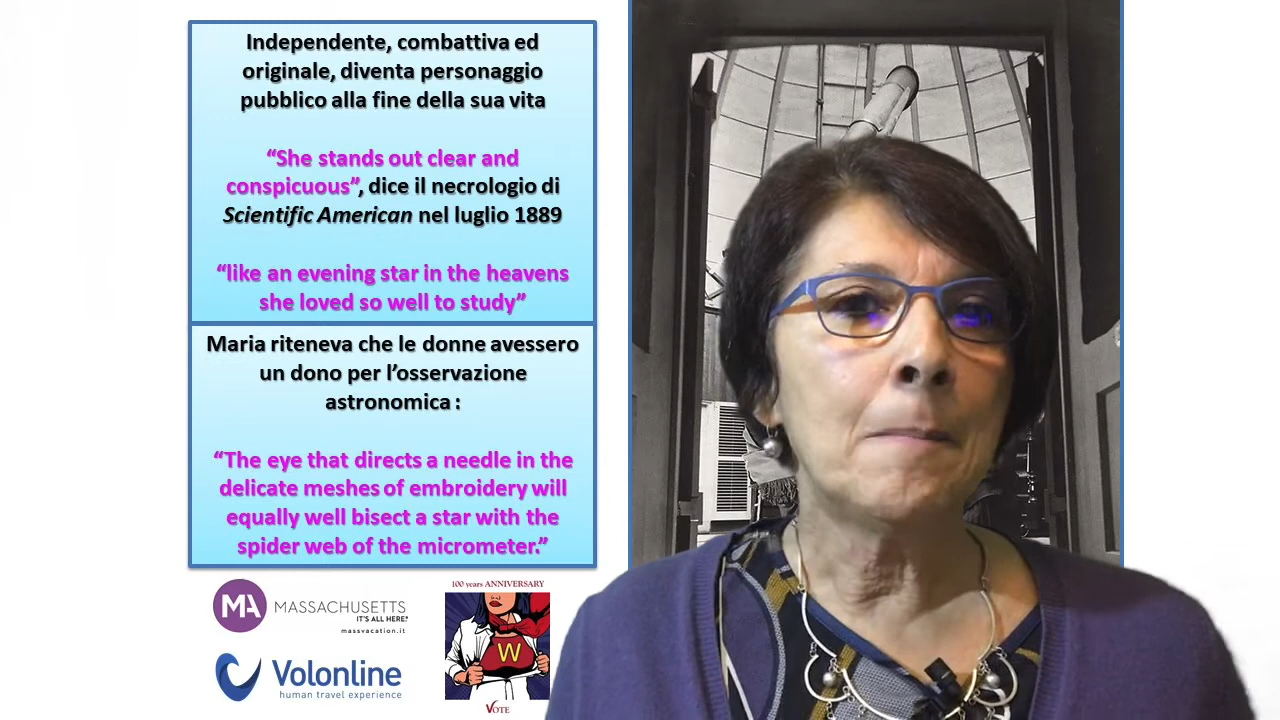 Independente, combattiva ed
originale, diventa personaggio
pubblico alla fine della sua vita
“She stands out clear and
conspicuous”, dice il necrologio di
Scientific American nel luglio 1889
“like an evening star in the heavens
she loved so well to study”
Maria riteneva che le donne avessero
un dono per l’osservazione
astronomica :
“The eye that directs a needle in the
delicate meshes of embroidery will
equally well bisect a star with the
spider web of the micrometer.”
MA MASSACHUSETTS
IT'S ALL HERE?
massvacation.it
Volonline
human travel experience
100 years ANNIVERSARY
W
VOTE